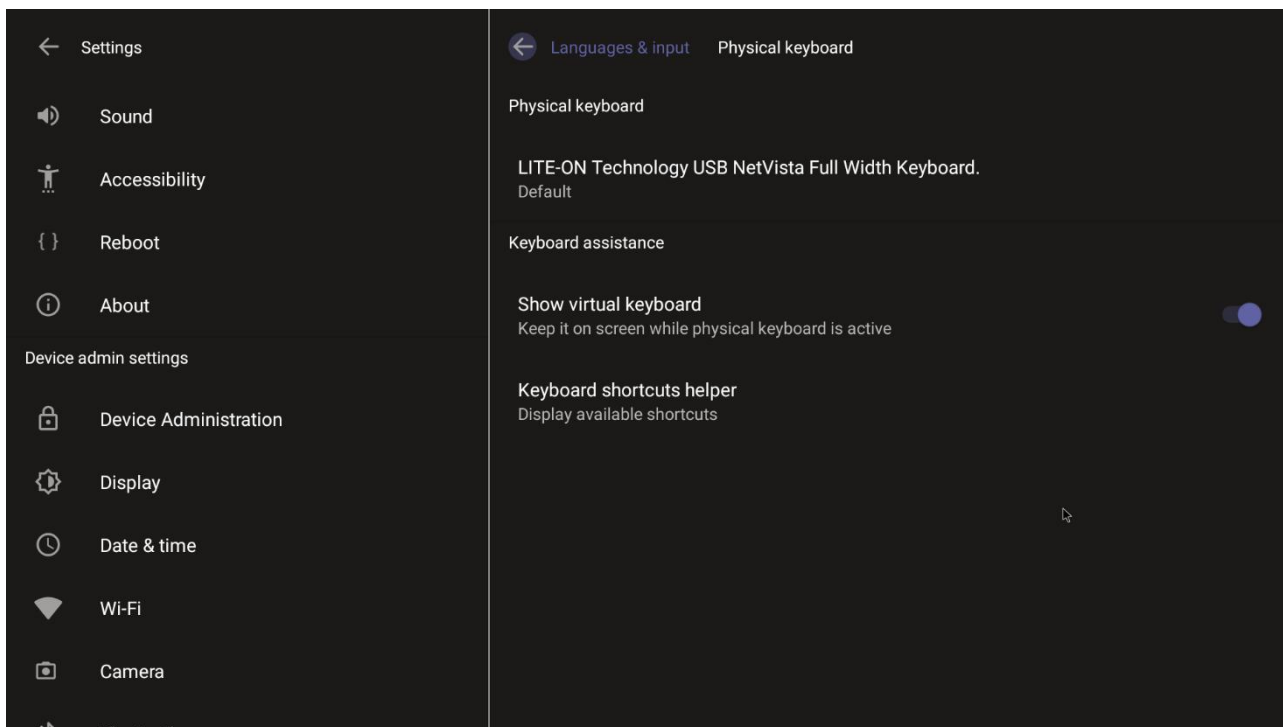 Settings
Sound
Accessibility
{ } Reboot
About
Device admin settings
Device Administration
Display
Date & time
Wi-Fi
Camera
Languages & input Physical keyboard
Physical keyboard
LITE-ON Technology USB NetVista Full Width Keyboard.
Default
Keyboard assistance
Show virtual keyboard
Keep it on screen while physical keyboard is active
Keyboard shortcuts helper
Display available shortcuts